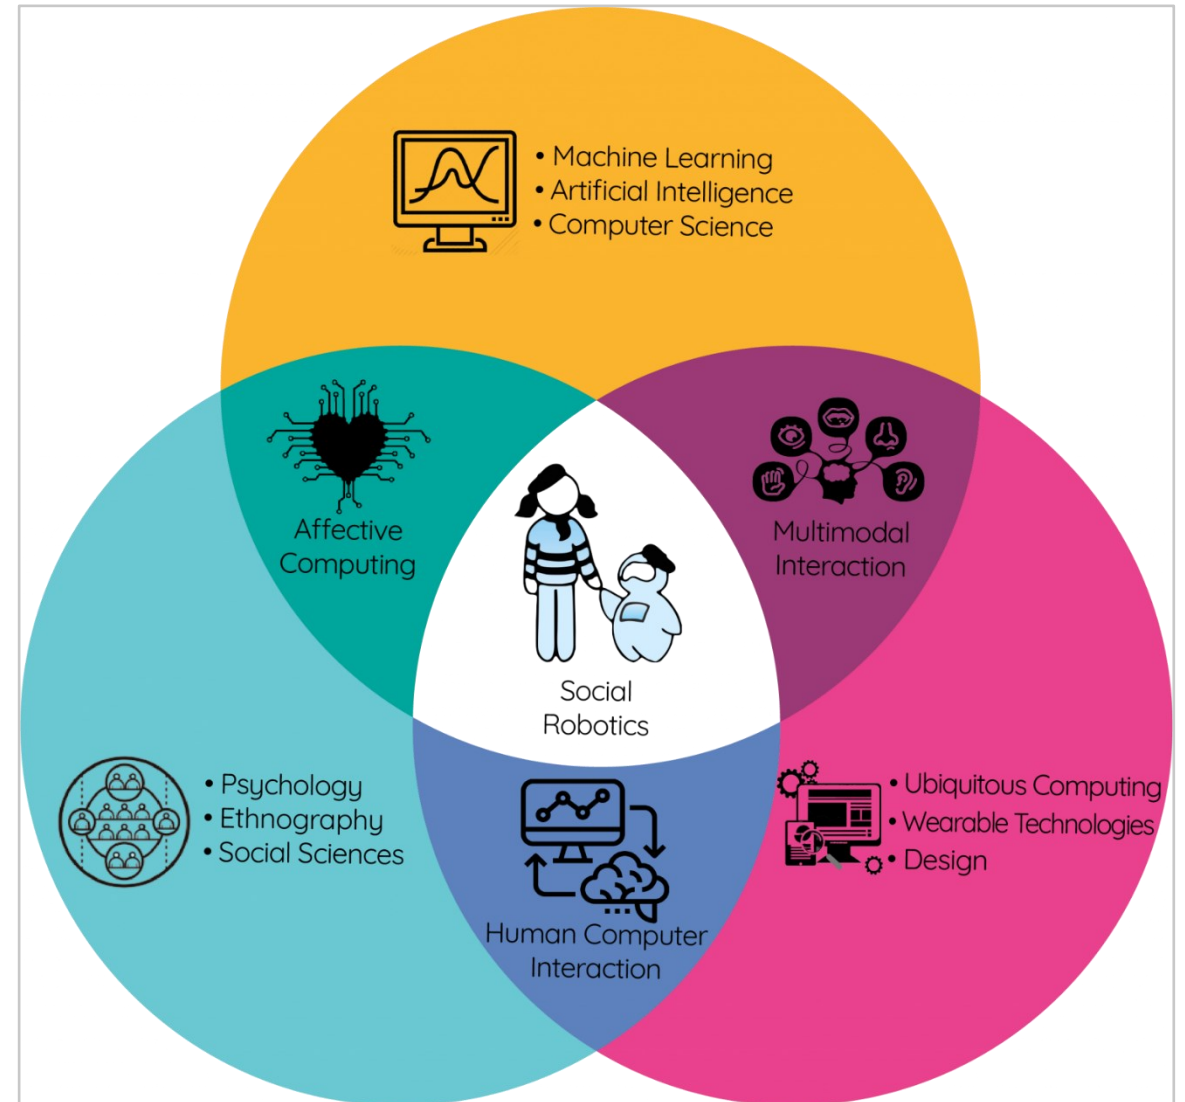 • Machine Learning
• Artificial Intelligence
• Computer Science
Affective
Computing
Multimodal
Interaction
Social
Robotics
• Psychology
• Ethnography
• Social Sciences
• Ubiquitous Computing
• Wearable Technologies
• Design
Human Computer
Interaction